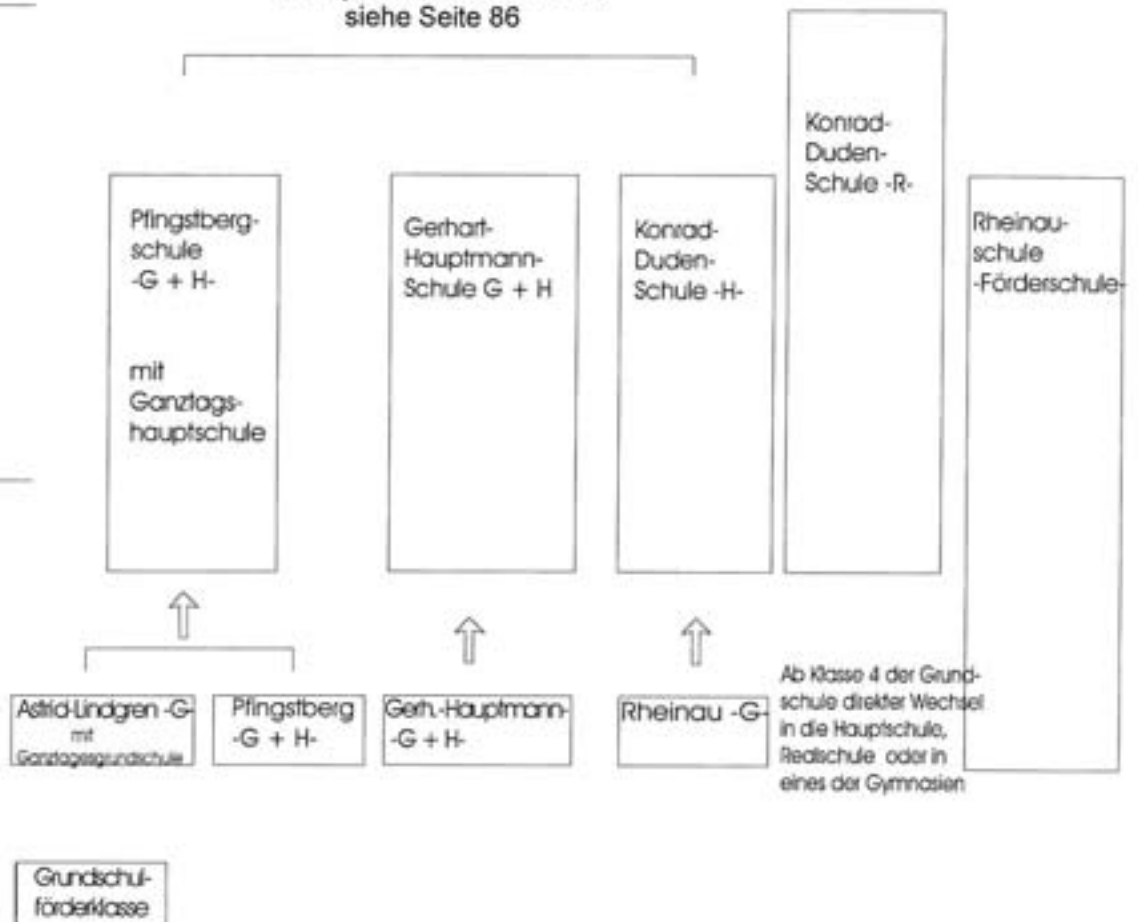 siehe Seite 86
Konrad-
Duden-
Schule -R-
Pfingstberg-
schule
-G + H-
mit
Ganztags-
hauptschule
Gerhart-
Hauptmann-
Schule G + H
Konrad-
Duden-
Schule -H-
Rheinau-
schule
-Förderschule-
Astrid-Lindgren -G-
mit
Ganztagesgrundschule
Pfingstberg
-G + H-
Gerh.-Hauptmann-
-G + H-
Rheinau -G-
Ab Klasse 4 der Grund-
schule direkter Wechsel
in die Hauptschule,
Realschule oder in
eines der Gymnasien
Grundschul-
förderklasse